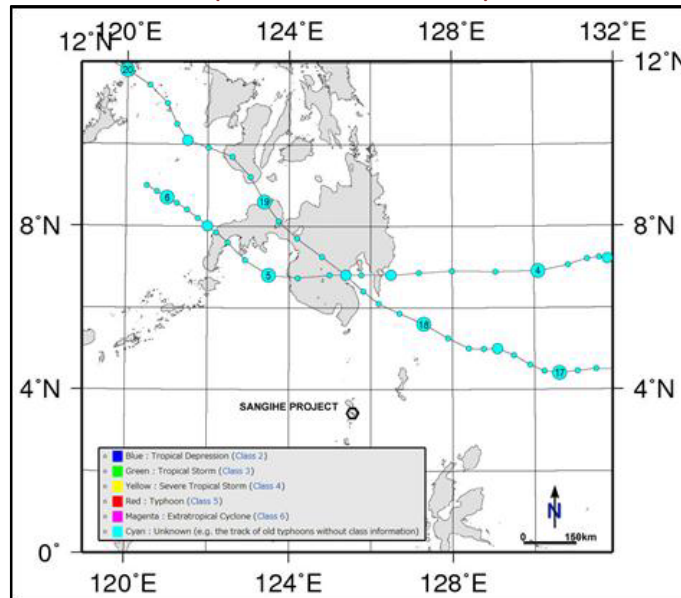 120°E 124°E 128°E 132°E
12°N 12°N
20
6
19
8°N 8°N
5
4
18
17
4°N 4°N
SANGIHE PROJECT
Blue : Tropical Depression (Class 2)
Green : Tropical Storm (Class 3)
Yellow : Severe Tropical Storm (Class 4)
Red : Typhoon (Class 5)
Magenta : Extratropical Cyclone (Class 6)
Cyan : Unknown (e.g. the track of old typhoons without class information)
N
0 150km
0° 0°
120°E 124°E 128°E